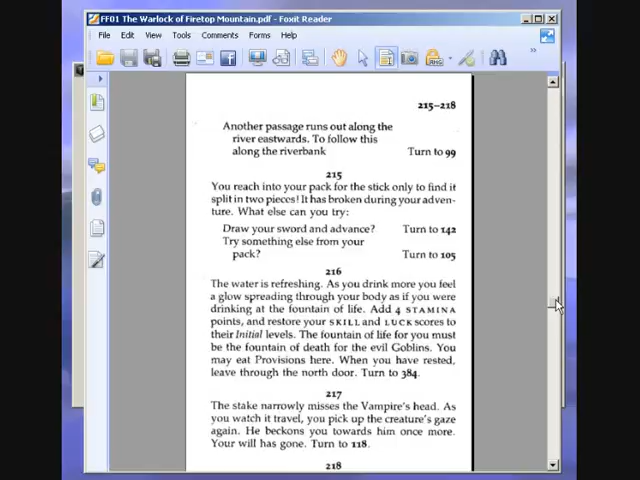 FF01 The Warlock of Firetop Mountain.pdf - Foxit Reader
File Edit View Tools Comments Forms Help
215–218
Another passage runs out along the
river eastwards. To follow this
along the riverbank Turn to 99
215
You reach into your pack for the stick only to find it
split in two pieces! It has broken during your adven-
ture. What else can you try:
Draw your sword and advance? Turn to 142
Try something else from your
pack? Turn to 105
216
The water is refreshing. As you drink more you feel
a glow spreading through your body as if you were
drinking at the fountain of life. Add 4 STAMINA
points, and restore your SKILL and LUCK scores to
their Initial levels. The fountain of life for you must
be the fountain of death for the evil Goblins. You
may eat Provisions here. When you have rested,
leave through the north door. Turn to 384.
217
The stake narrowly misses the Vampire's head. As
you watch it travel, you pick up the creature's gaze
again. He beckons you towards him once more.
Your will has gone. Turn to 118.
218